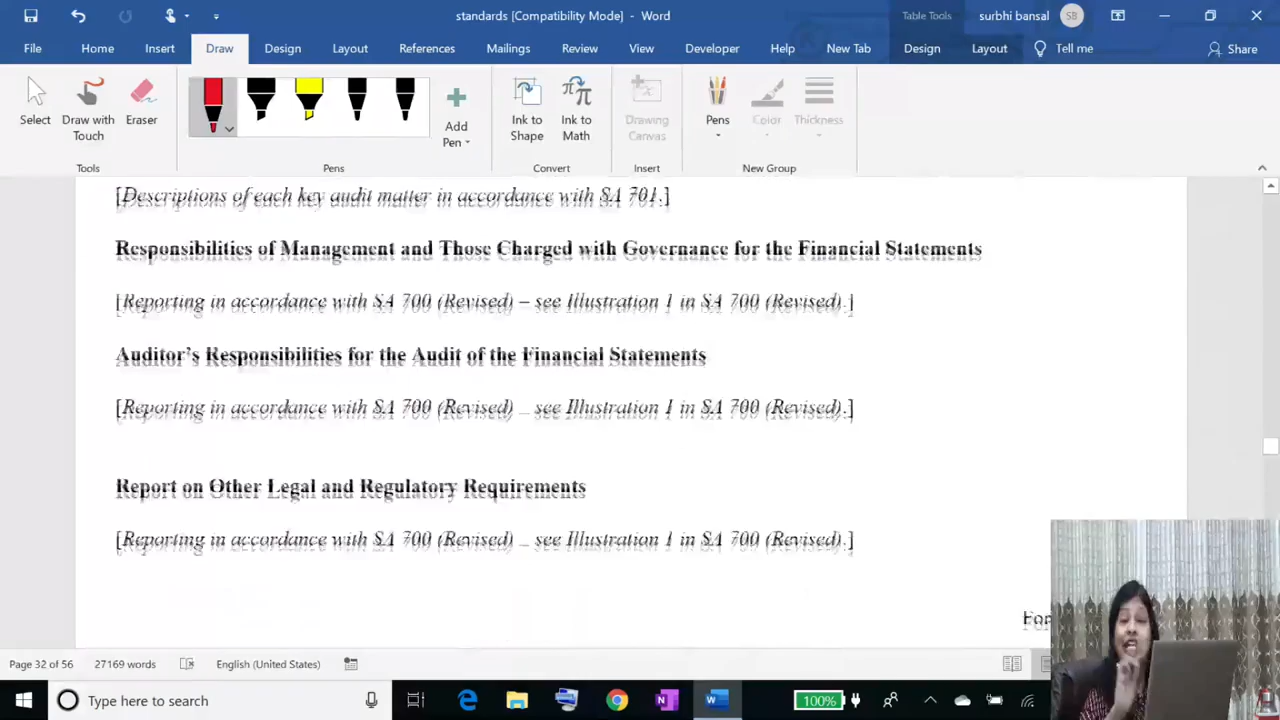 standards [Compatibility Mode] - Word
Table Tools
surbhi bansal
SB
File
Home
Insert
Draw
Design
Layout
References
Mailings
Review
View
Developer
Help
New Tab
Design
Layout
Tell me
Share
Select
Draw with Touch
Eraser
Add Pen
Ink to Shape
Ink to Math
Drawing Canvas
Pens
Color
Thickness
Tools
Pens
Convert
Insert
New Group
[Descriptions of each key audit matter in accordance with SA 701.]
Responsibilities of Management and Those Charged with Governance for the Financial Statements
[Reporting in accordance with SA 700 (Revised) – see Illustration 1 in SA 700 (Revised).]
Auditor’s Responsibilities for the Audit of the Financial Statements
[Reporting in accordance with SA 700 (Revised) – see Illustration 1 in SA 700 (Revised).]
Report on Other Legal and Regulatory Requirements
[Reporting in accordance with SA 700 (Revised) – see Illustration 1 in SA 700 (Revised).]
For
Page 32 of 56
27169 words
English (United States)
Type here to search
100%